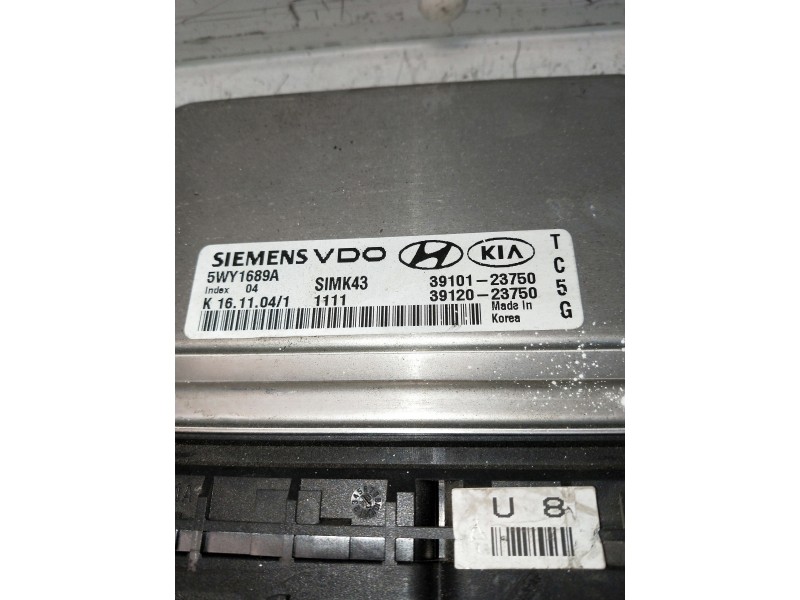 SIEMENS VDO KIA
5WY1689A
Index 04 SIMK43 39101-23750
K 16.11.04/1 1111 39120-23750
Made In
Korea
TC5G
U 8